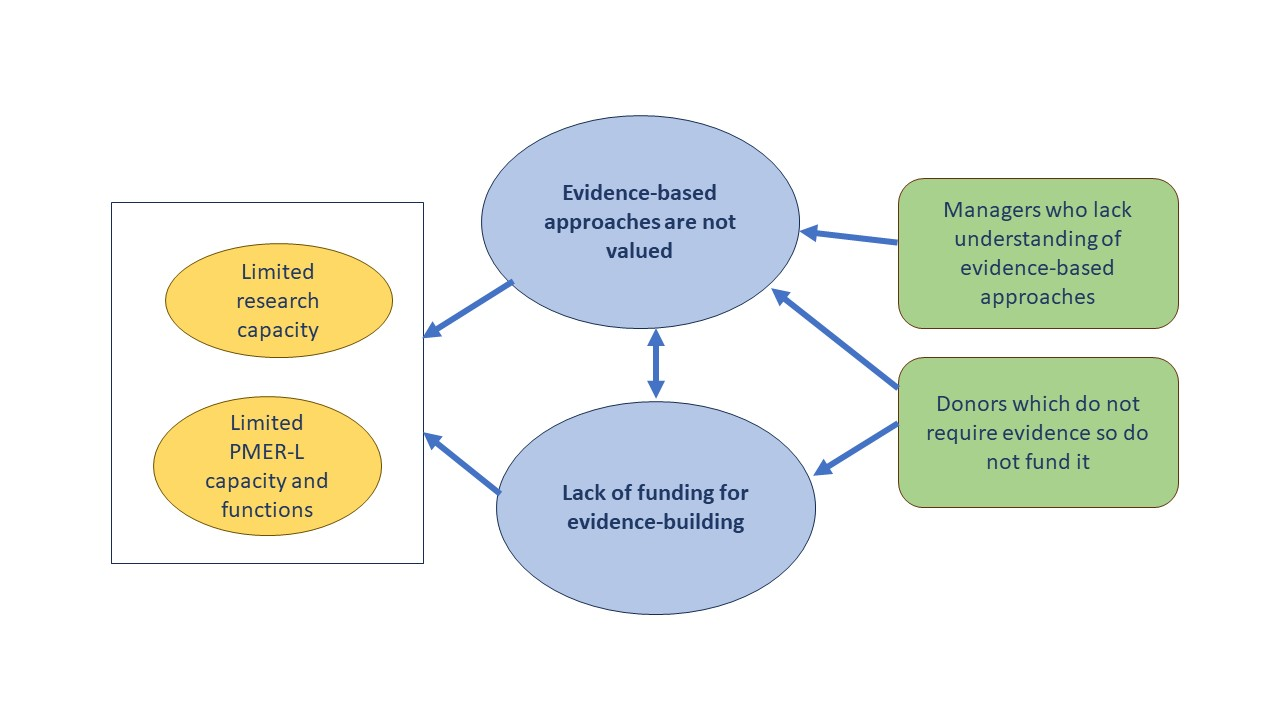 Evidence-based
approaches are not
valued
Managers who lack
understanding of
evidence-based
approaches
Limited
research
capacity
Limited
PMER-L
capacity and
functions
Donors which do not
require evidence so do
not fund it
Lack of funding for
evidence-building